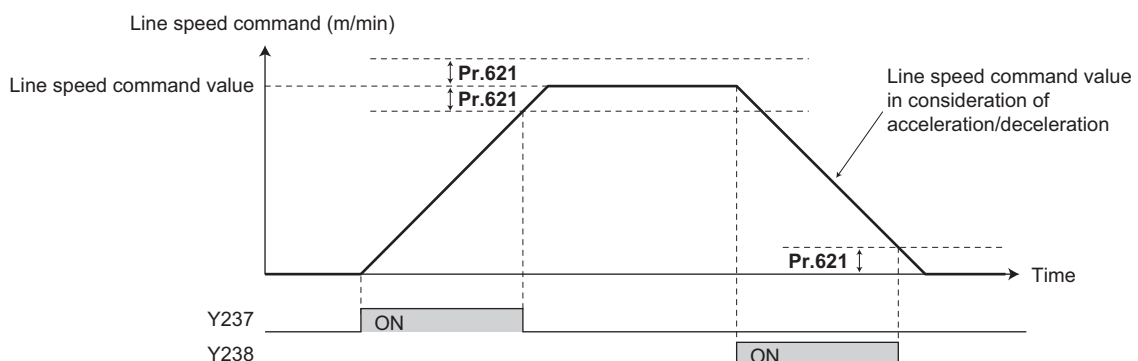 Line speed command (m/min)
Line speed command value
Pr.621
Pr.621
Line speed command value
in consideration of
acceleration/deceleration
Pr.621
Time
Y237
ON
Y238
ON